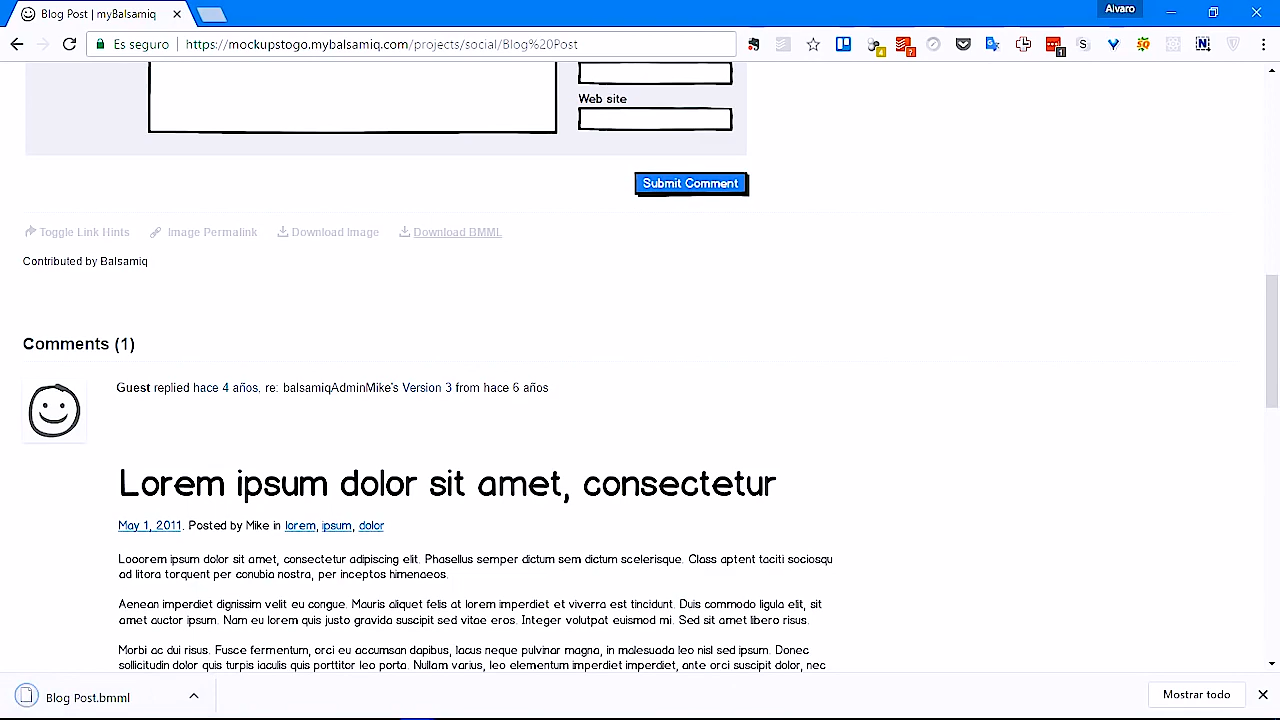 Blog Post | myBalsamiq
Alvaro
Es seguro
https://mockupstogo.mybalsamiq.com/projects/social/Blog%20Post
4
7
1
Web site
Submit Comment
Toggle Link Hints
Image Permalink
Download Image
Download BMML
Contributed by Balsamiq
Comments (1)
Guest replied hace 4 años, re: balsamiqAdminMike's Version 3 from hace 6 años
Lorem ipsum dolor sit amet, consectetur
May 1, 2011. Posted by Mike in lorem, ipsum, dolor
Looorem ipsum dolor sit amet, consectetur adipiscing elit. Phasellus semper dictum sem dictum scelerisque. Class aptent taciti sociosqu
ad litora torquent per conubia nostra, per inceptos himenaeos.
Aenean imperdiet dignissim velit eu congue. Mauris aliquet felis at lorem imperdiet et viverra est tincidunt. Duis commodo ligula elit, sit
amet auctor ipsum. Nam eu lorem quis justo gravida suscipit sed vitae eros. Integer volutpat euismod mi. Sed sit amet libero risus.
Morbi ac dui risus. Fusce fermentum, orci eu accumsan dapibus, lacus neque pulvinar magna, in malesuada leo nisl sed ipsum. Donec
sollicitudin dolor quis turpis iaculis quis porttitor leo porta. Nullam varius, leo elementum imperdiet imperdiet, ante orci suscipit dolor, nec
Blog Post.bmml
Mostrar todo